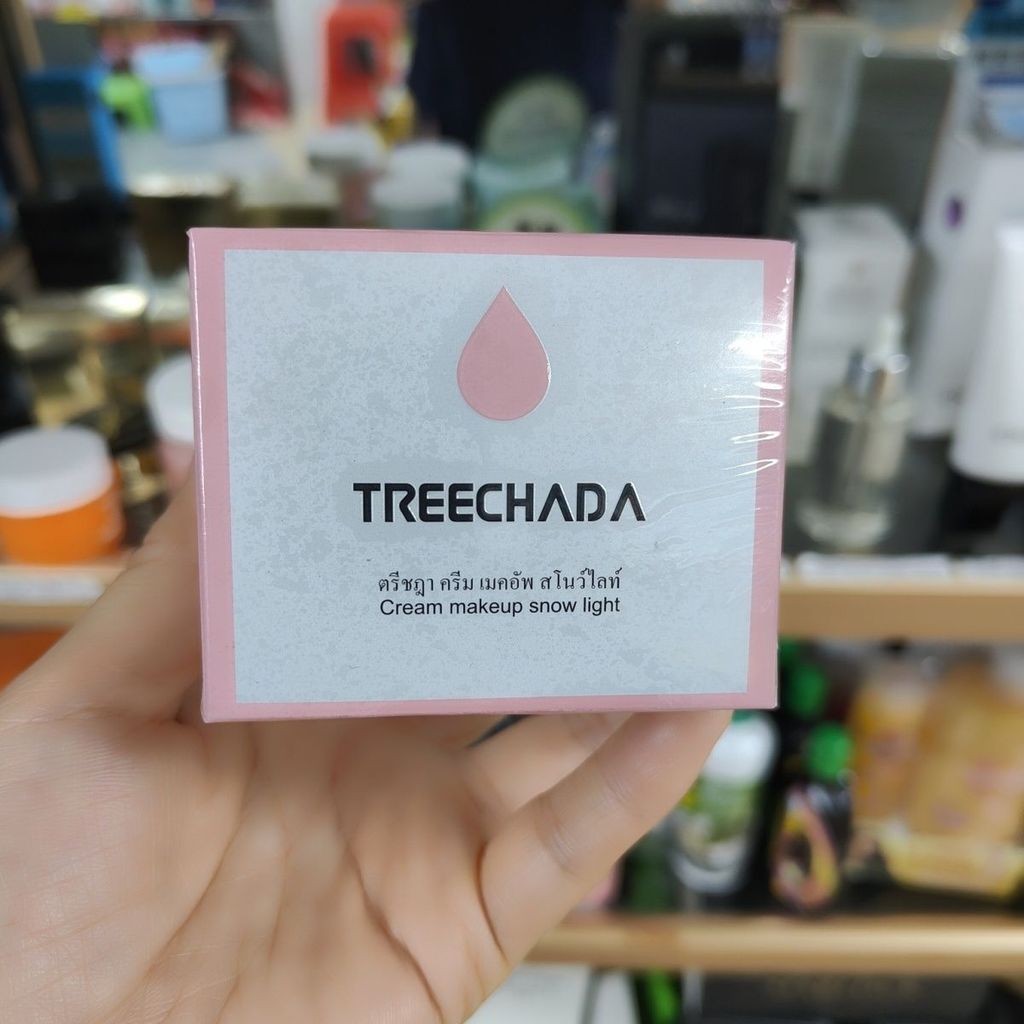 TREECHADA
ตรีชฎา ครีม เมคอัพ สโนว์ไลท์
Cream makeup snow light